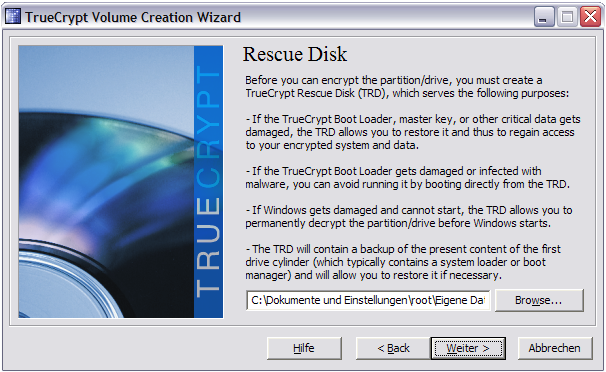 TrueCrypt Volume Creation Wizard
TRUECRYPT
Rescue Disk
Before you can encrypt the partition/drive, you must create a
TrueCrypt Rescue Disk (TRD), which serves the following purposes:
- If the TrueCrypt Boot Loader, master key, or other critical data gets
damaged, the TRD allows you to restore it and thus to regain access
to your encrypted system and data.
- If the TrueCrypt Boot Loader gets damaged or infected with
malware, you can avoid running it by booting directly from the TRD.
- If Windows gets damaged and cannot start, the TRD allows you to
permanently decrypt the partition/drive before Windows starts.
- The TRD will contain a backup of the present content of the first
drive cylinder (which typically contains a system loader or boot
manager) and will allow you to restore it if necessary.
C:\Dokumente und Einstellungen\root\Eigene Dat
Browse...
Hilfe
< Back
Weiter >
Abbrechen